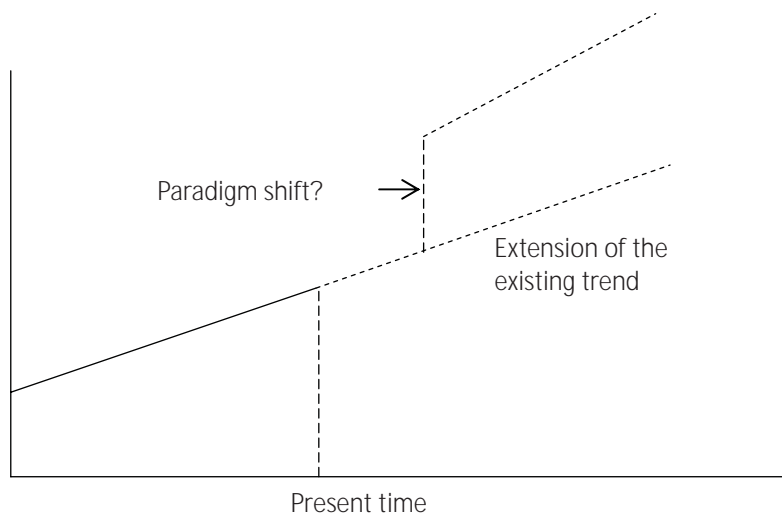 Paradigm shift?
Extension of the
existing trend
Present time